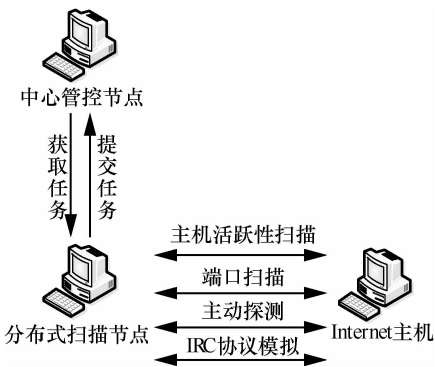 中心管控节点
获取任务
提交任务
主机活跃性扫描
端口扫描
主动探测
IRC协议模拟
分布式扫描节点
Internet主机